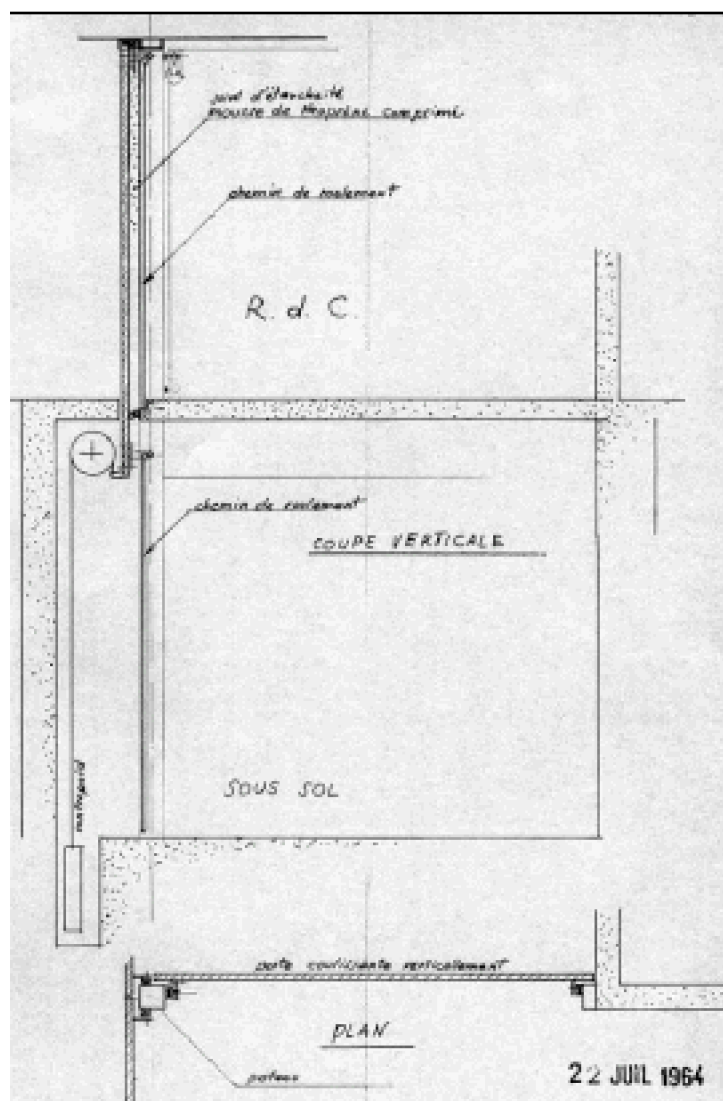 joint d'étanchéité
mousse de Néoprène comprimé
chemin de roulement
R. d. C.
chemin de roulement
COUPE VERTICALE
contrepoids
SOUS SOL
porte coulissante verticalement
PLAN
poteau
22 JUIL 1964